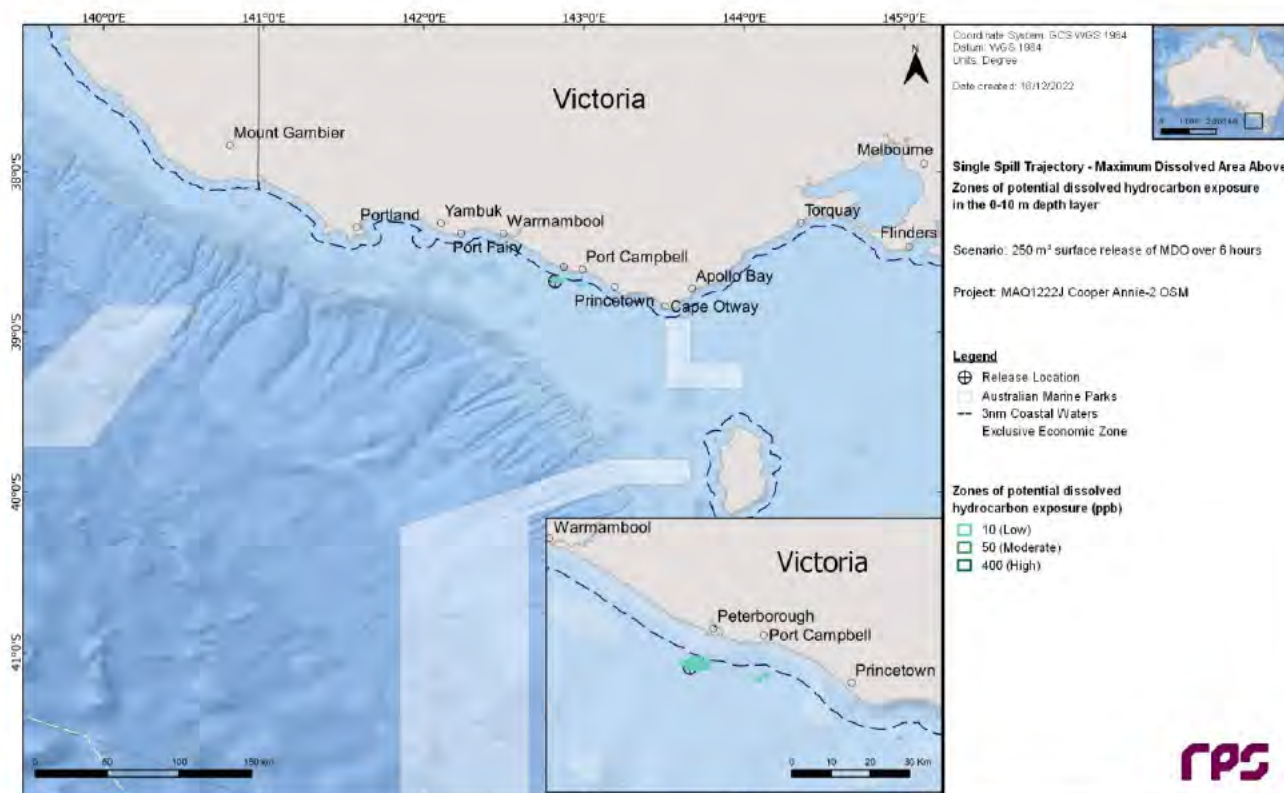 140°0'E 141°0'E 142°0'E 143°0'E 144°0'E 145°0'E
38°0'S
39°0'S
40°0'S
41°0'S
N
Victoria
Mount Gambier
Melbourne
Portland
Yambuk
Warrnambool
Port Fairy
Port Campbell
Torquay
Flinders
Princetown
Apollo Bay
Cape Otway
0 50 100 150 Km
Warrnambool
Victoria
Peterborough
Port Campbell
Princetown
0 10 20 30 Km
Coordinate System: GCS WGS 1984
Datum: WGS 1984
Units: Degree
Date created: 16/12/2022
Single Spill Trajectory - Maximum Dissolved Area Above
Zones of potential dissolved hydrocarbon exposure
in the 0-10 m depth layer
Scenario: 250 m³ surface release of MDO over 6 hours
Project: MAQ1222J Cooper Annie-2 OSM
Legend
Release Location
Australian Marine Parks
3nm Coastal Waters
Exclusive Economic Zone
Zones of potential dissolved
hydrocarbon exposure (ppb)
10 (Low)
50 (Moderate)
400 (High)
rps